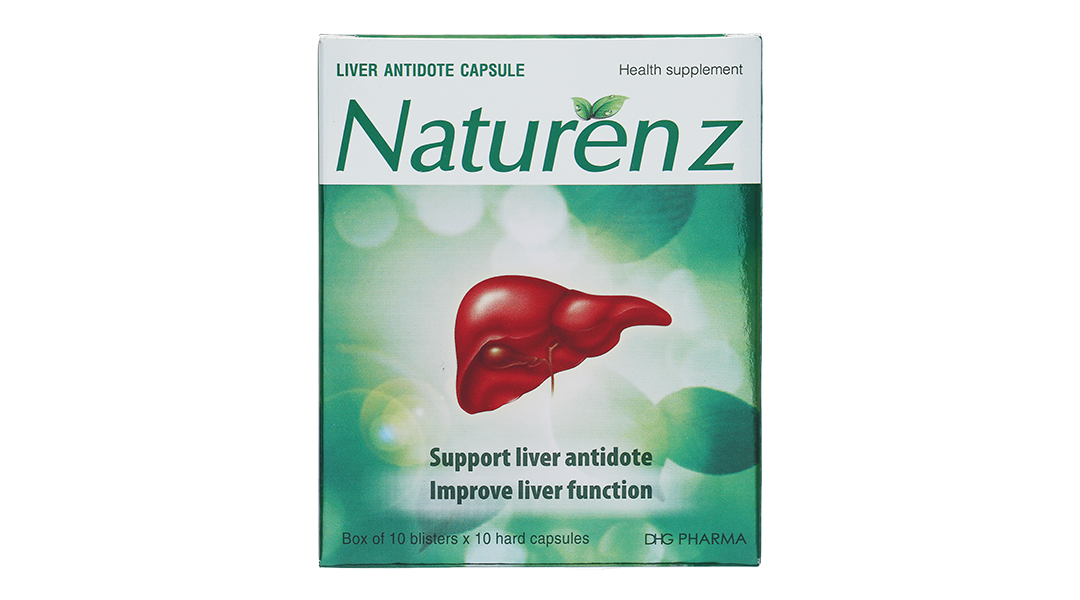 LIVER ANTIDOTE CAPSULE
Health supplement
Naturenz
Support liver antidote
Improve liver function
Box of 10 blisters x 10 hard capsules
DHG PHARMA